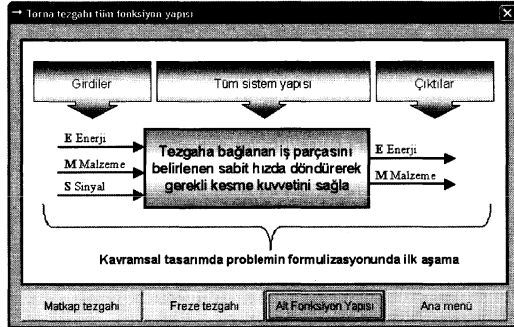 Torna tezgahı tüm fonksiyon yapısı
Girdiler
Tüm sistem yapısı
Çıktılar
E Enerji
M Malzeme
S Sinyal
Tezgaha bağlanan iş parçasını
belirlenen sabit hızda döndürerek
gerekli kesme kuvvetini sağla
E Enerji
M Malzeme
Kavramsal tasarımda problemin formulizasyonunda ilk aşama
Matkap tezgahı
Freze tezgahı
Alt Fonksiyon Yapısı
Ana menü